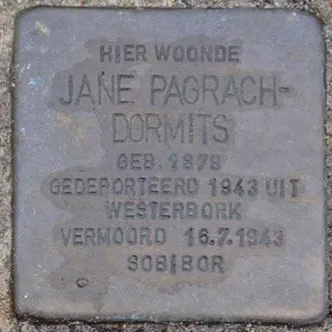 HIER WOONDE
JANE PAGRACH-
DORMITS
GEB. 1879
GEDEPORTEERD 1943 UIT
WESTERBORK
VERMOORD 16.7.1943
SOBIBOR